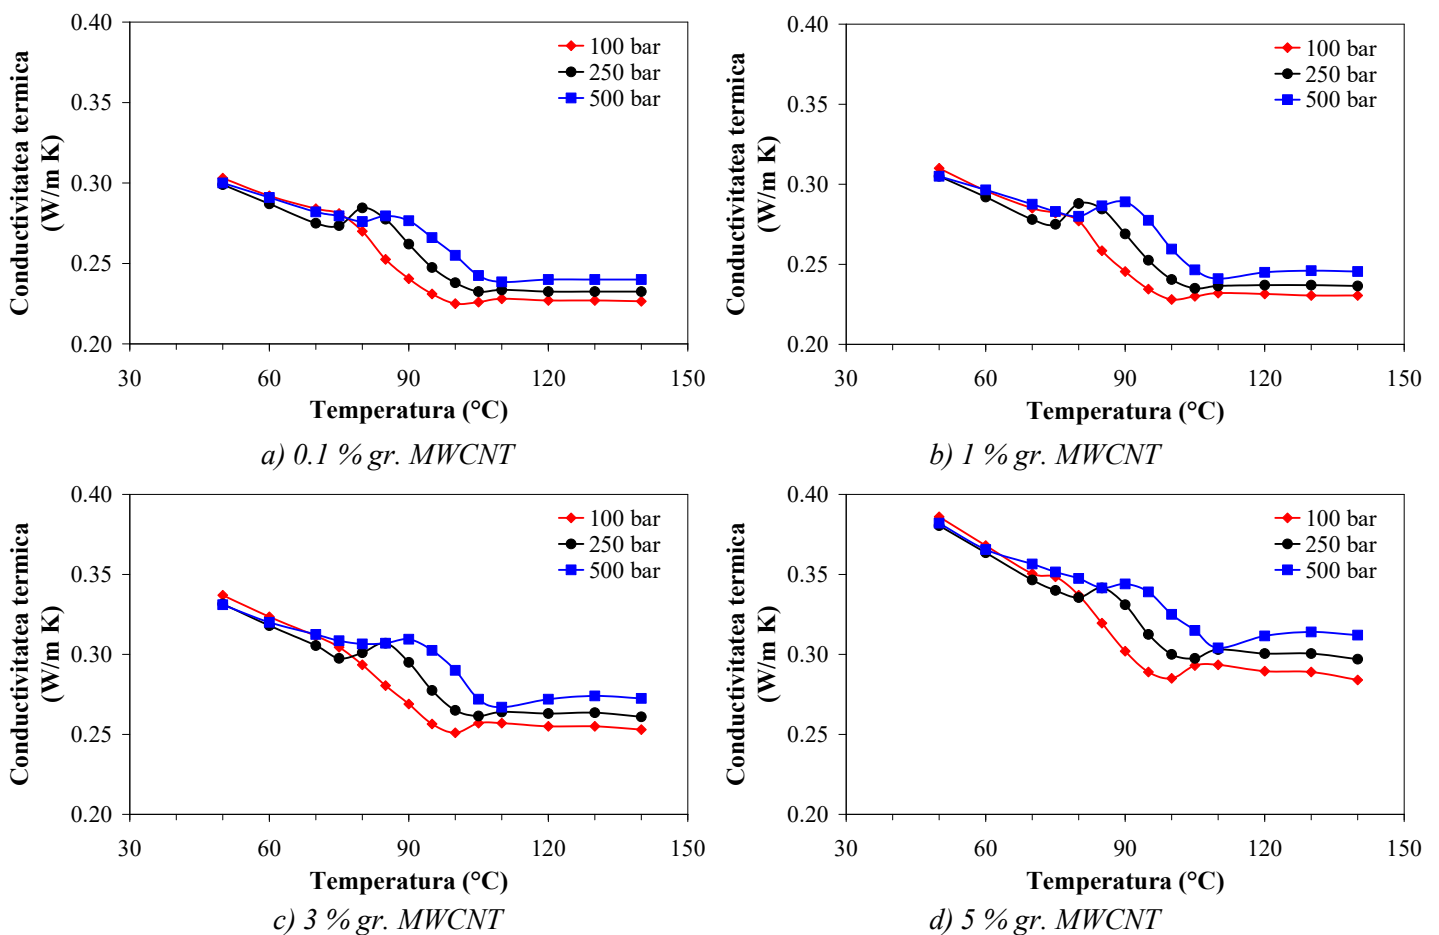 Conductivitatea termica
(W/m K)
0.40
0.35
0.30
0.25
0.20
100 bar
250 bar
500 bar
30
60
90
120
150
Temperatura (°C)
a) 0.1 % gr. MWCNT
Conductivitatea termica
(W/m K)
0.40
0.35
0.30
0.25
0.20
100 bar
250 bar
500 bar
30
60
90
120
150
Temperatura (°C)
b) 1 % gr. MWCNT
Conductivitatea termica
(W/m K)
0.40
0.35
0.30
0.25
0.20
100 bar
250 bar
500 bar
30
60
90
120
150
Temperatura (°C)
c) 3 % gr. MWCNT
Conductivitatea termica
(W/m K)
0.40
0.35
0.30
0.25
0.20
100 bar
250 bar
500 bar
30
60
90
120
150
Temperatura (°C)
d) 5 % gr. MWCNT